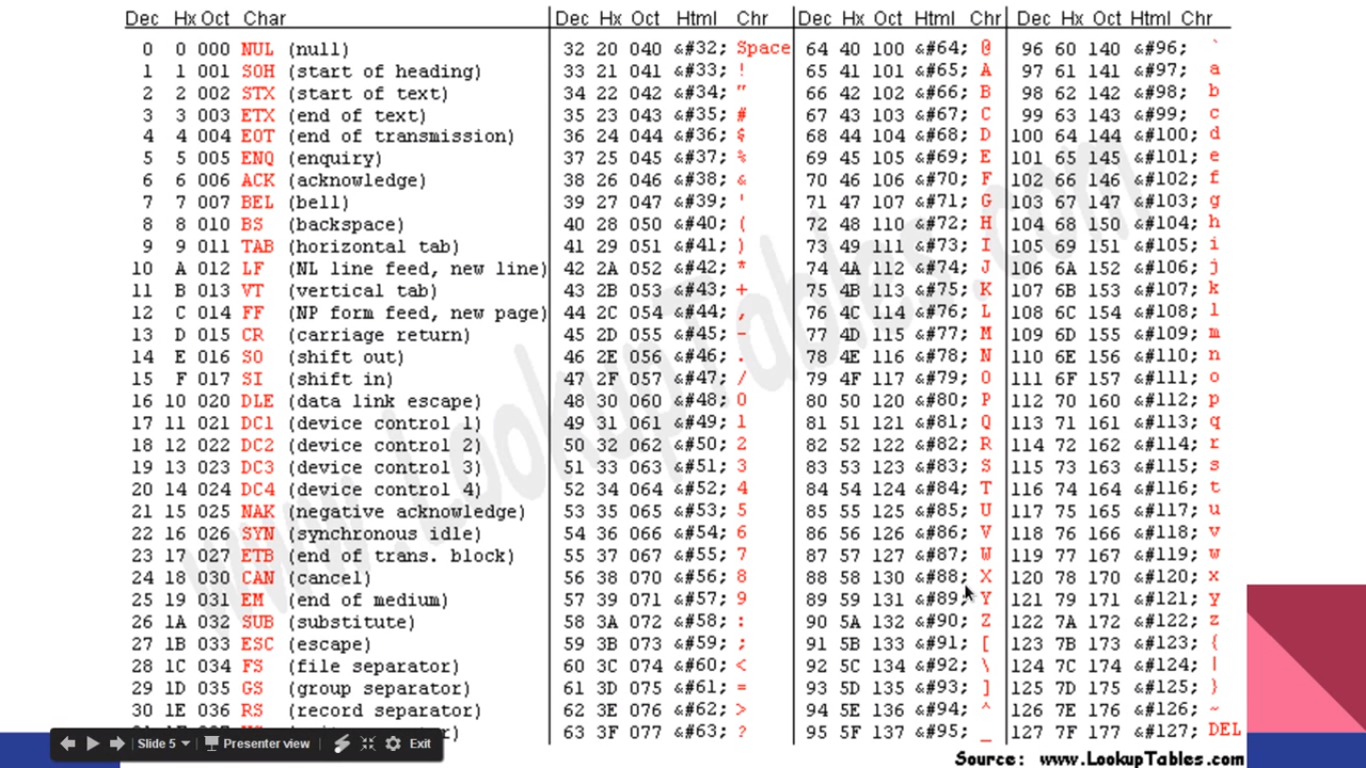 Dec Hx Oct Char Dec Hx Oct Html Chr Dec Hx Oct Html Chr Dec Hx Oct Html Chr
0 0 000 NUL (null) 32 20 040 &#32; Space 64 40 100 &#64; @ 96 60 140 &#96; `
1 1 001 SOH (start of heading) 33 21 041 &#33; ! 65 41 101 &#65; A 97 61 141 &#97; a
2 2 002 STX (start of text) 34 22 042 &#34; " 66 42 102 &#66; B 98 62 142 &#98; b
3 3 003 ETX (end of text) 35 23 043 &#35; # 67 43 103 &#67; C 99 63 143 &#99; c
4 4 004 EOT (end of transmission) 36 24 044 &#36; $ 68 44 104 &#68; D 100 64 144 &#100; d
5 5 005 ENQ (enquiry) 37 25 045 &#37; % 69 45 105 &#69; E 101 65 145 &#101; e
6 6 006 ACK (acknowledge) 38 26 046 &#38; & 70 46 106 &#70; F 102 66 146 &#102; f
7 7 007 BEL (bell) 39 27 047 &#39; ' 71 47 107 &#71; G 103 67 147 &#103; g
8 8 010 BS (backspace) 40 28 050 &#40; ( 72 48 110 &#72; H 104 68 150 &#104; h
9 9 011 TAB (horizontal tab) 41 29 051 &#41; ) 73 49 111 &#73; I 105 69 151 &#105; i
10 A 012 LF (NL line feed, new line) 42 2A 052 &#42; * 74 4A 112 &#74; J 106 6A 152 &#106; j
11 B 013 VT (vertical tab) 43 2B 053 &#43; + 75 4B 113 &#75; K 107 6B 153 &#107; k
12 C 014 FF (NP form feed, new page) 44 2C 054 &#44; , 76 4C 114 &#76; L 108 6C 154 &#108; l
13 D 015 CR (carriage return) 45 2D 055 &#45; - 77 4D 115 &#77; M 109 6D 155 &#109; m
14 E 016 SO (shift out) 46 2E 056 &#46; . 78 4E 116 &#78; N 110 6E 156 &#110; n
15 F 017 SI (shift in) 47 2F 057 &#47; / 79 4F 117 &#79; O 111 6F 157 &#111; o
16 10 020 DLE (data link escape) 48 30 060 &#48; 0 80 50 120 &#80; P 112 70 160 &#112; p
17 11 021 DC1 (device control 1) 49 31 061 &#49; 1 81 51 121 &#81; Q 113 71 161 &#113; q
18 12 022 DC2 (device control 2) 50 32 062 &#50; 2 82 52 122 &#82; R 114 72 162 &#114; r
19 13 023 DC3 (device control 3) 51 33 063 &#51; 3 83 53 123 &#83; S 115 73 163 &#115; s
20 14 024 DC4 (device control 4) 52 34 064 &#52; 4 84 54 124 &#84; T 116 74 164 &#116; t
21 15 025 NAK (negative acknowledge) 53 35 065 &#53; 5 85 55 125 &#85; U 117 75 165 &#117; u
22 16 026 SYN (synchronous idle) 54 36 066 &#54; 6 86 56 126 &#86; V 118 76 166 &#118; v
23 17 027 ETB (end of trans. block) 55 37 067 &#55; 7 87 57 127 &#87; W 119 77 167 &#119; w
24 18 030 CAN (cancel) 56 38 070 &#56; 8 88 58 130 &#88; X 120 78 170 &#120; x
25 19 031 EM (end of medium) 57 39 071 &#57; 9 89 59 131 &#89; Y 121 79 171 &#121; y
26 1A 032 SUB (substitute) 58 3A 072 &#58; : 90 5A 132 &#90; Z 122 7A 172 &#122; z
27 1B 033 ESC (escape) 59 3B 073 &#59; ; 91 5B 133 &#91; [ 123 7B 173 &#123; {
28 1C 034 FS (file separator) 60 3C 074 &#60; < 92 5C 134 &#92; \ 124 7C 174 &#124; |
29 1D 035 GS (group separator) 61 3D 075 &#61; = 93 5D 135 &#93; ] 125 7D 175 &#125; }
30 1E 036 RS (record separator) 62 3E 076 &#62; > 94 5E 136 &#94; ^ 126 7E 176 &#126; ~
63 3F 077 &#63; ? 95 5F 137 &#95; _ 127 7F 177 &#127; DEL
www.LookupTables.com
Slide 5 Presenter view Exit
Source: www.LookupTables.com